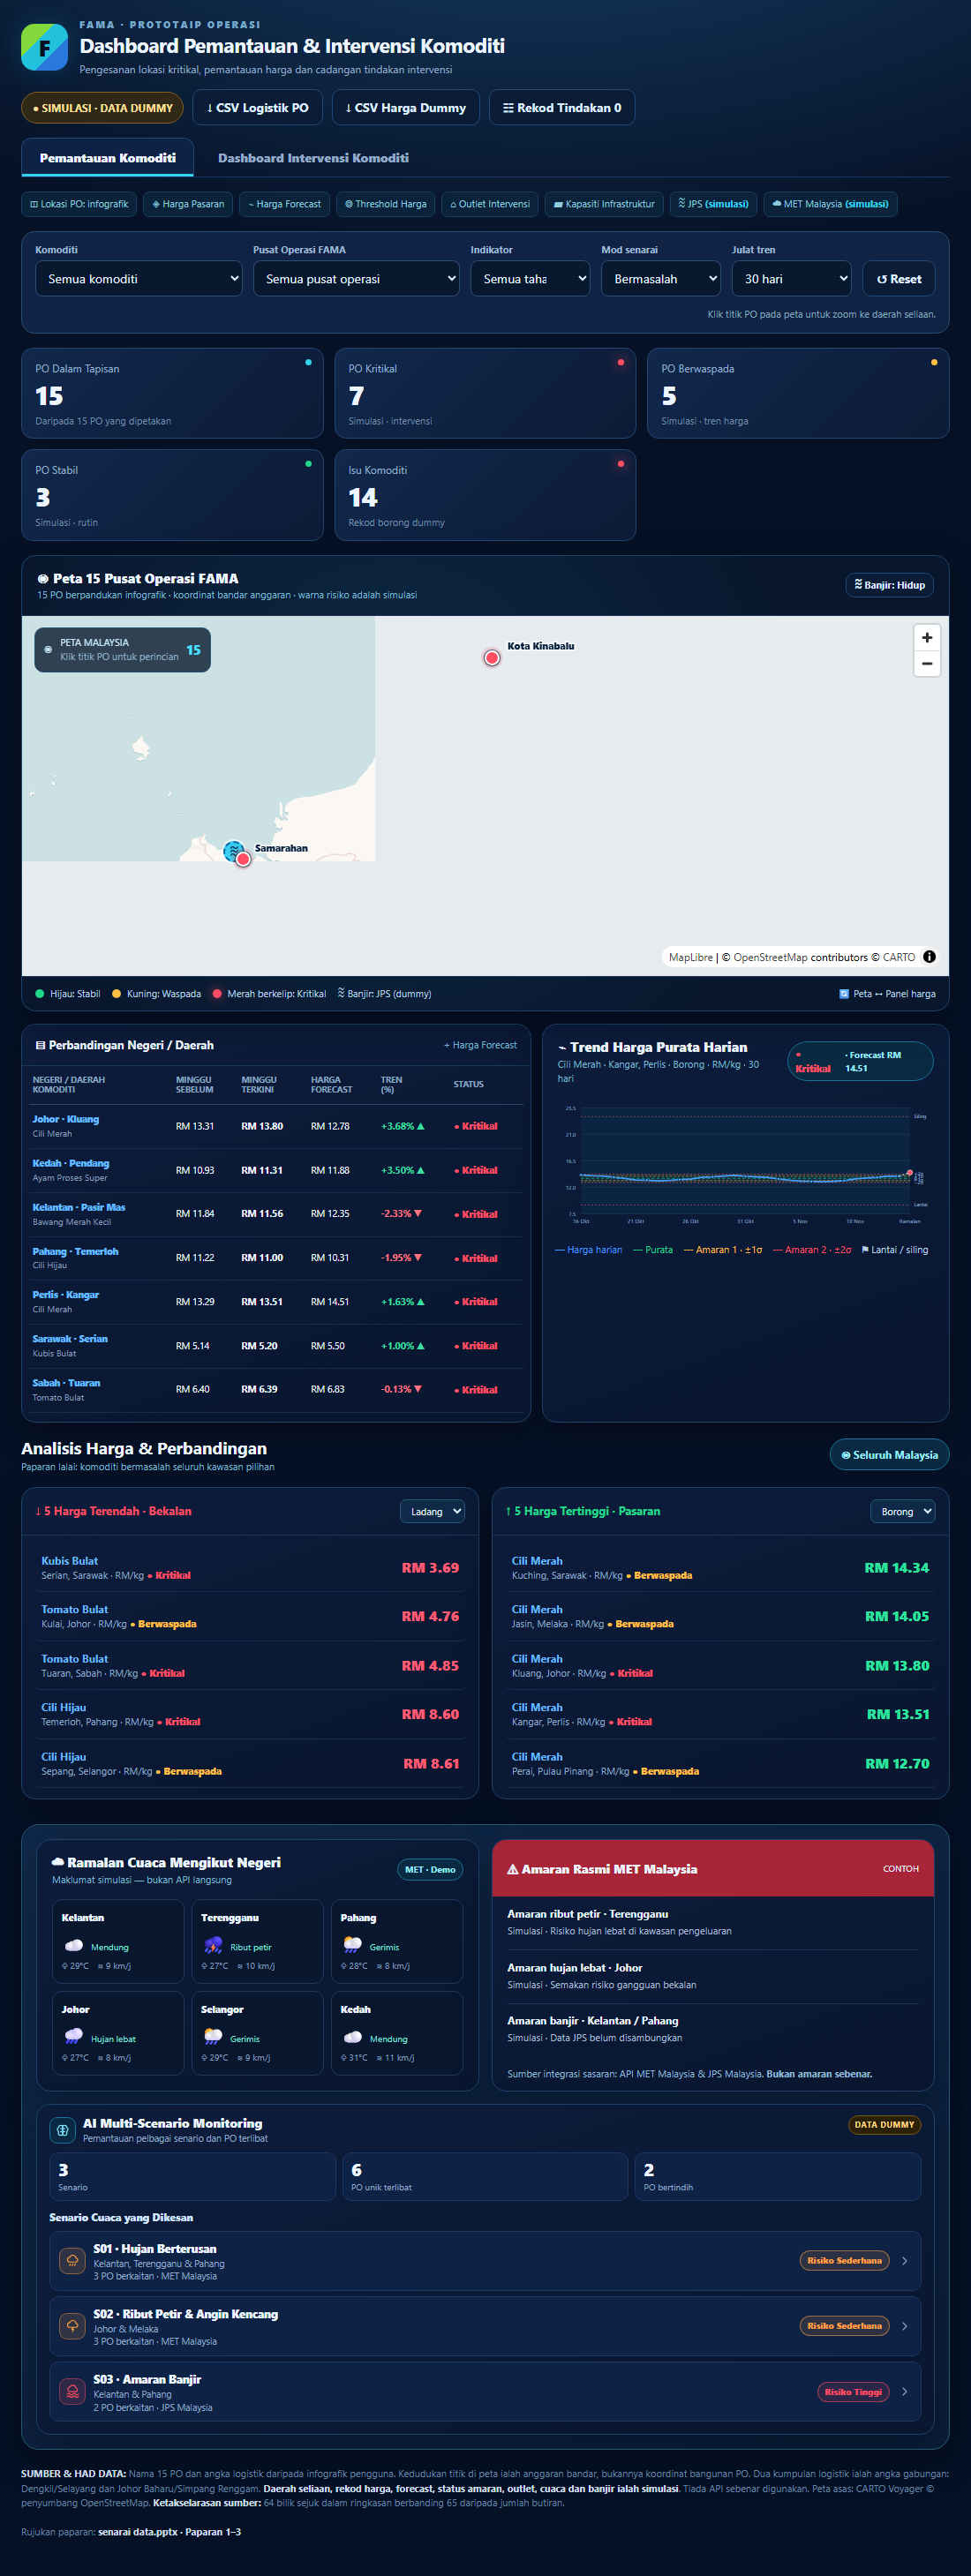 F
FAMA · PROTOTAIP OPERASI
Dashboard Pemantauan & Intervensi Komoditi
Pengesanan lokasi kritikal, pemantauan harga dan cadangan tindakan intervensi
● SIMULASI · DATA DUMMY
↓ CSV Logistik PO
↓ CSV Harga Dummy
☷ Rekod Tindakan 0
Pemantauan Komoditi
Dashboard Intervensi Komoditi
Lokasi PO: infografik
Harga Pasaran
Harga Forecast
Threshold Harga
Outlet Intervensi
Kapasiti Infrastruktur
JPS (simulasi)
MET Malaysia (simulasi)
Komoditi
Pusat Operasi FAMA
Indikator
Mod senarai
Julat tren
Semua komoditi
Semua pusat operasi
Semua taha
Bermasalah
30 hari
↺ Reset
Klik titik PO pada peta untuk zoom ke daerah seliaan.
PO Dalam Tapisan
15
Daripada 15 PO yang dipetakan
PO Kritikal
7
Simulasi · intervensi
PO Berwaspada
5
Simulasi · tren harga
PO Stabil
3
Simulasi · rutin
Isu Komoditi
14
Rekod borong dummy
Peta 15 Pusat Operasi FAMA
15 PO berpandukan infografik · koordinat bandar anggaran · warna risiko adalah simulasi
Banjir: Hidup
PETA MALAYSIA
Klik titik PO untuk perincian
15
Kota Kinabalu
+
−
Samarahan
MapLibre | © OpenStreetMap contributors © CARTO
Hijau: Stabil
Kuning: Waspada
Merah berkelip: Kritikal
Banjir: JPS (dummy)
Peta ↔ Panel harga
Perbandingan Negeri / Daerah
+ Harga Forecast
NEGERI / DAERAH KOMODITI
MINGGU SEBELUM
MINGGU TERKINI
HARGA FORECAST
TREN (%)
STATUS
Johor · Kluang
Cili Merah
RM 13.31 RM 13.80 RM 12.78 +3.68% ▲ ● Kritikal
Kedah · Pendang
Ayam Proses Super
RM 10.93 RM 11.31 RM 11.88 +3.50% ▲ ● Kritikal
Kelantan · Pasir Mas
Bawang Merah Kecil
RM 11.84 RM 11.56 RM 12.35 -2.33% ▼ ● Kritikal
Pahang · Temerloh
Cili Hijau
RM 11.22 RM 11.00 RM 10.31 -1.95% ▼ ● Kritikal
Perlis · Kangar
Cili Merah
RM 13.29 RM 13.51 RM 14.51 +1.63% ▲ ● Kritikal
Sarawak · Serian
Kubis Bulat
RM 5.14 RM 5.20 RM 5.50 +1.00% ▲ ● Kritikal
Sabah · Tuaran
Tomato Bulat
RM 6.40 RM 6.39 RM 6.83 -0.13% ▼ ● Kritikal
Trend Harga Purata Harian
Cili Merah · Kangar, Perlis · Borong · RM/kg · 30
hari
● Kritikal · Forecast RM 14.51
25.5
21.0
16.5
12.0
7.5
Siling
Lantai
16 Okt
21 Okt
26 Okt
31 Okt
5 Nov
10 Nov
Ramalan
— Harga harian
--- Purata
--- Amaran 1 · ±1σ
--- Amaran 2 · ±2σ
⚑ Lantai / siling
Analisis Harga & Perbandingan
Paparan lalai: komoditi bermasalah seluruh kawasan pilihan
Seluruh Malaysia
↓ 5 Harga Terendah · Bekalan
Ladang
Kubis Bulat
Serian, Sarawak · RM/kg ● Kritikal
RM 3.69
Tomato Bulat
Kulai, Johor · RM/kg ● Berwaspada
RM 4.76
Tomato Bulat
Tuaran, Sabah · RM/kg ● Kritikal
RM 4.85
Cili Hijau
Temerloh, Pahang · RM/kg ● Kritikal
RM 8.60
Cili Hijau
Sepang, Selangor · RM/kg ● Berwaspada
RM 8.61
↑ 5 Harga Tertinggi · Pasaran
Borong
Cili Merah
Kuching, Sarawak · RM/kg ● Berwaspada
RM 14.34
Cili Merah
Jasin, Melaka · RM/kg ● Berwaspada
RM 14.05
Cili Merah
Kluang, Johor · RM/kg ● Kritikal
RM 13.80
Cili Merah
Kangar, Perlis · RM/kg ● Kritikal
RM 13.51
Cili Merah
Perai, Pulau Pinang · RM/kg ● Berwaspada
RM 12.70
Ramalan Cuaca Mengikut Negeri
Maklumat simulasi — bukan API langsung
MET · Demo
Kelantan
Mendung
29°C ≋ 9 km/j
Terengganu
Ribut petir
27°C ≋ 10 km/j
Pahang
Gerimis
28°C ≋ 8 km/j
Johor
Hujan lebat
27°C ≋ 8 km/j
Selangor
Gerimis
29°C ≋ 9 km/j
Kedah
Mendung
31°C ≋ 11 km/j
⚠ Amaran Rasmi MET Malaysia
CONTOH
Amaran ribut petir · Terengganu
Simulasi · Risiko hujan lebat di kawasan pengeluaran
Amaran hujan lebat · Johor
Simulasi · Semakan risiko gangguan bekalan
Amaran banjir · Kelantan / Pahang
Simulasi · Data JPS belum disambungkan
Sumber integrasi sasaran: API MET Malaysia & JPS Malaysia. Bukan amaran sebenar.
AI Multi-Scenario Monitoring
Pemantauan pelbagai senario dan PO terlibat
DATA DUMMY
3
Senario
6
PO unik terlibat
2
PO bertindih
Senario Cuaca yang Dikesan
S01 · Hujan Berterusan
Kelantan, Terengganu & Pahang
3 PO berkaitan · MET Malaysia
Risiko Sederhana
S02 · Ribut Petir & Angin Kencang
Johor & Melaka
3 PO berkaitan · MET Malaysia
Risiko Sederhana
S03 · Amaran Banjir
Kelantan & Pahang
2 PO berkaitan · JPS Malaysia
Risiko Tinggi
SUMBER & HAD DATA: Nama 15 PO dan angka logistik daripada infografik pengguna. Kedudukan titik di peta ialah anggaran bandar, bukannya koordinat bangunan PO. Dua kumpulan logistik ialah angka gabungan:
Dengkil/Selayang dan Johor Baharu/Simpang Renggam. Daerah seliaan, rekod harga, forecast, status amaran, outlet, cuaca dan banjir ialah simulasi. Tiada API sebenar digunakan. Peta asas: CARTO Voyager ©
penyumbang OpenStreetMap. Ketakselarasan sumber: 64 bilik sejuk dalam ringkasan berbanding 65 daripada jumlah butiran.
Rujukan paparan: senarai data.pptx · Paparan 1–3